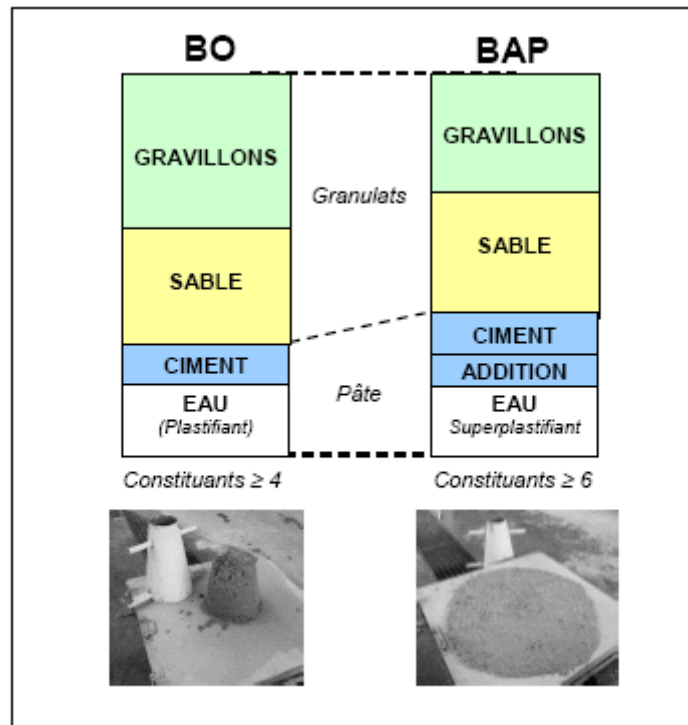 BO
BAP
GRAVILLONS
GRAVILLONS
Granulats
SABLE
SABLE
CIMENT
CIMENT
ADDITION
Pâte
EAU
(Plastifiant)
EAU
Superplastifiant
Constituants ≥ 4
Constituants ≥ 6